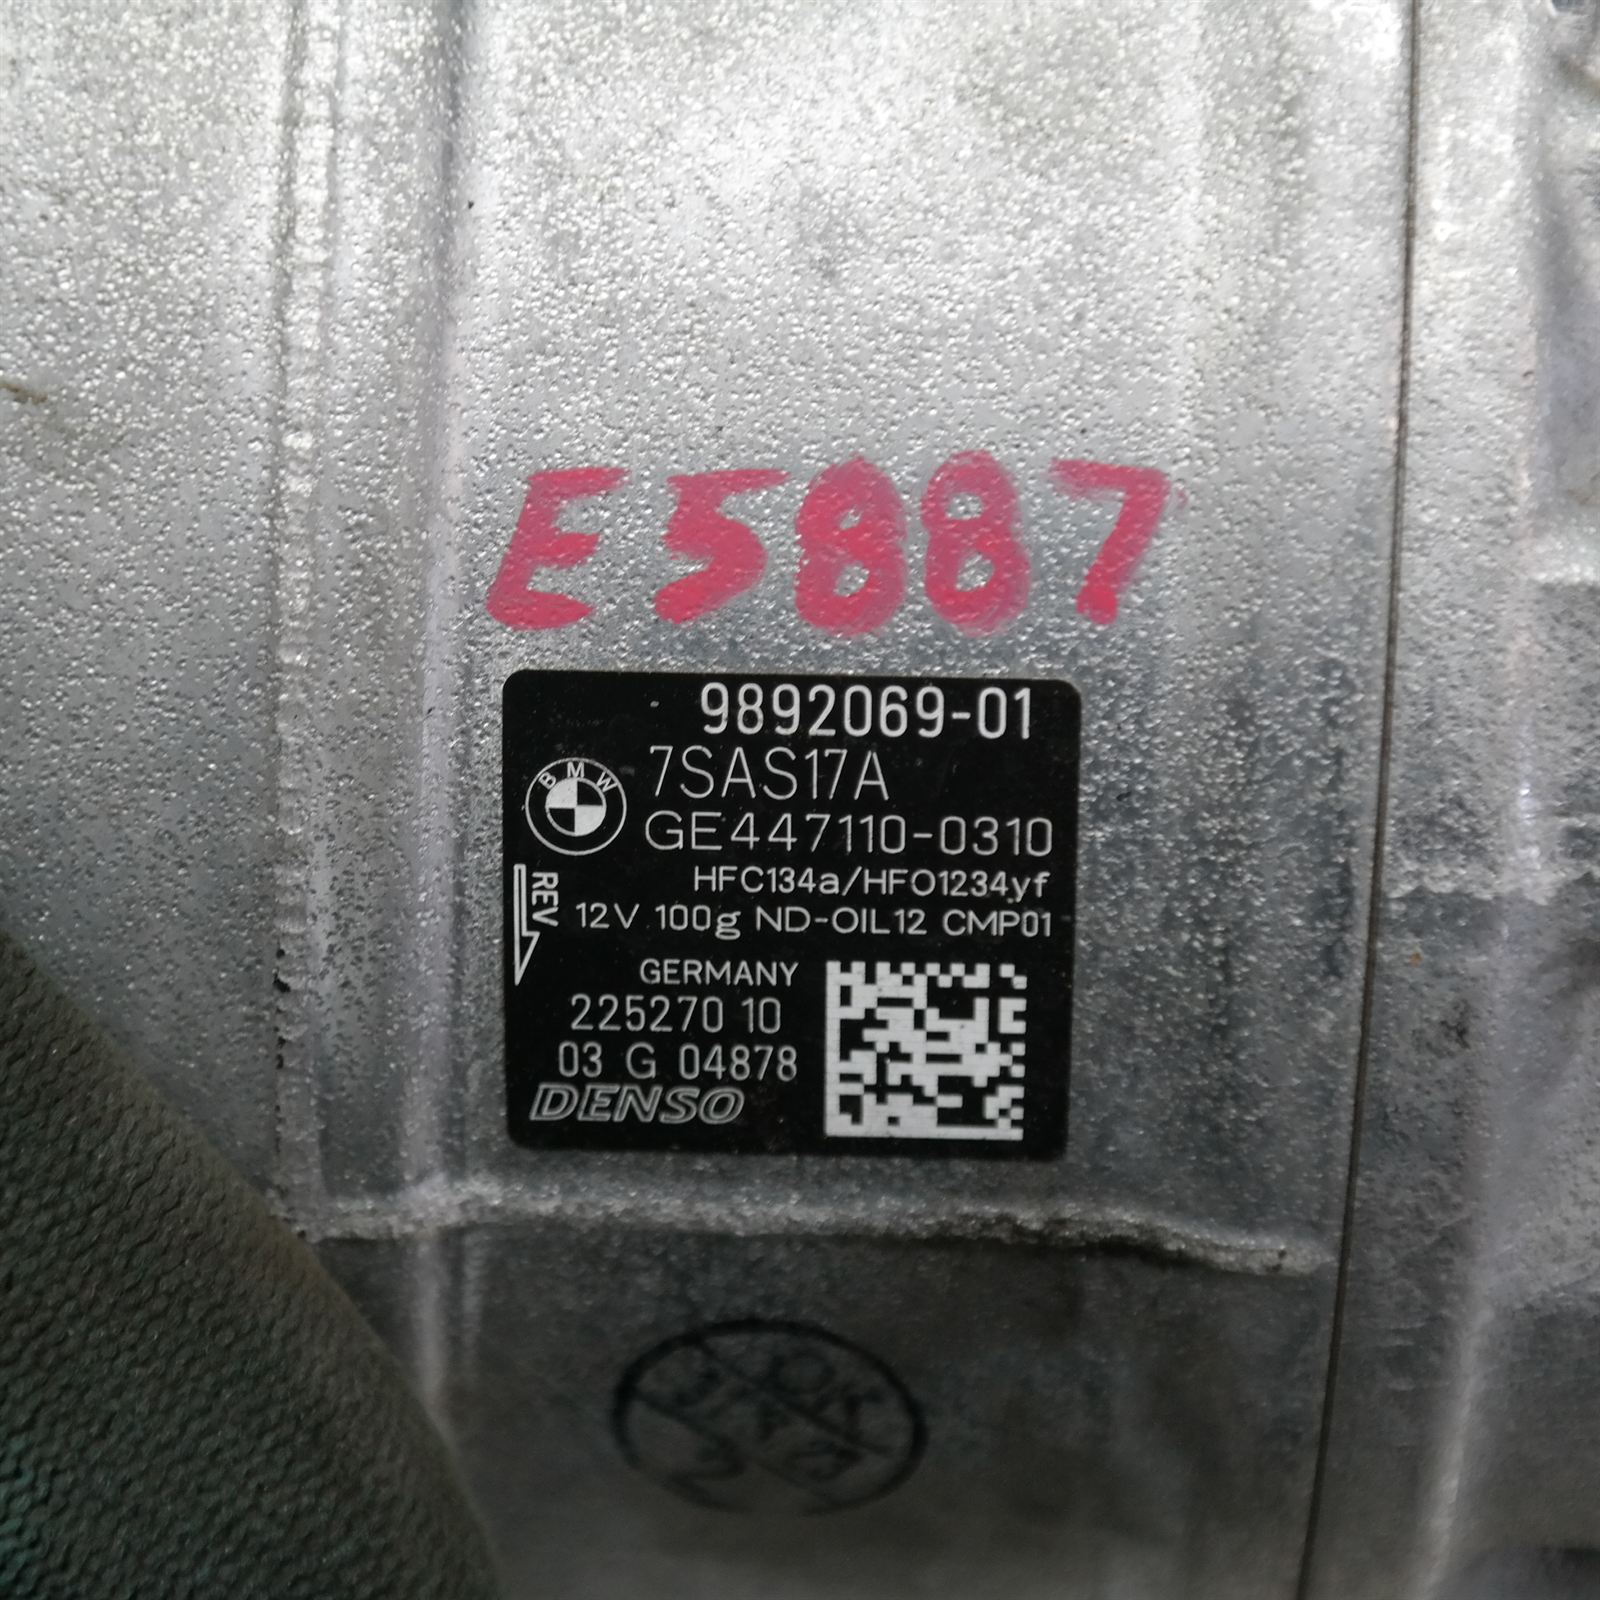 E5887
9892069-01
7SAS17A
BMW
GE447110-0310
HFC134a/HFO1234yf
REV
12V 100g ND-OIL12 CMP01
GERMANY
225270 10
03 G 04878
DENSO